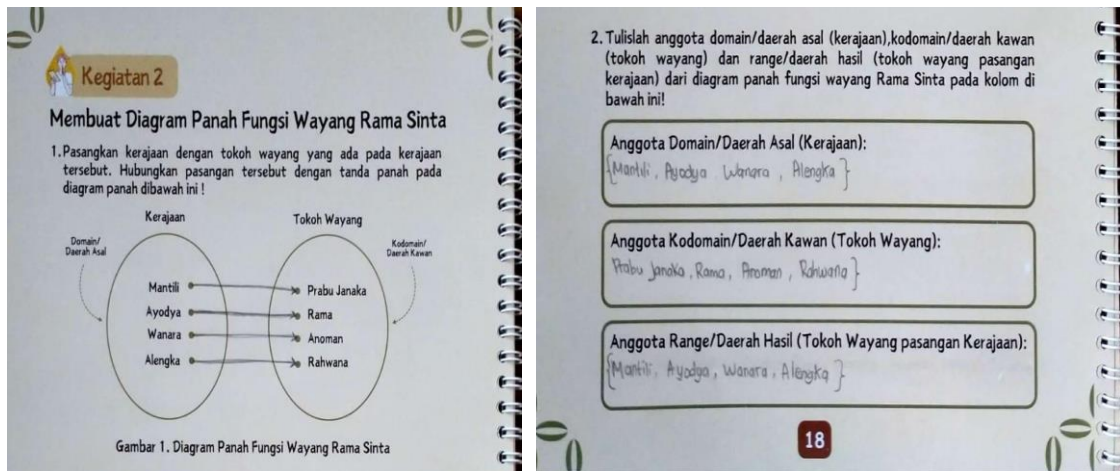 Kegiatan 2
Membuat Diagram Panah Fungsi Wayang Rama Sinta
1. Pasangkan kerajaan dengan tokoh wayang yang ada pada kerajaan
tersebut. Hubungkan pasangan tersebut dengan tanda panah pada
diagram panah dibawah ini !
Kerajaan
Tokoh Wayang
Domain/
Daerah Asal
Kodomain/
Daerah Kawan
Mantili
Prabu Janaka
Ayodya
Rama
Wanara
Anoman
Alengka
Rahwana
Gambar 1. Diagram Panah Fungsi Wayang Rama Sinta
2. Tulislah anggota domain/daerah asal (kerajaan),kodomain/daerah kawan
(tokoh wayang) dan range/daerah hasil (tokoh wayang pasangan
kerajaan) dari diagram panah fungsi wayang Rama Sinta pada kolom di
bawah ini!
Anggota Domain/Daerah Asal (Kerajaan):
{Mantili, Ayodya Wanara, Alengka}
Anggota Kodomain/Daerah Kawan (Tokoh Wayang):
Prabu Janaka, Rama, Anoman, Rahwana}
Anggota Range/Daerah Hasil (Tokoh Wayang pasangan Kerajaan):
{Mantili, Ayodya, Wanara, Alengka}
18